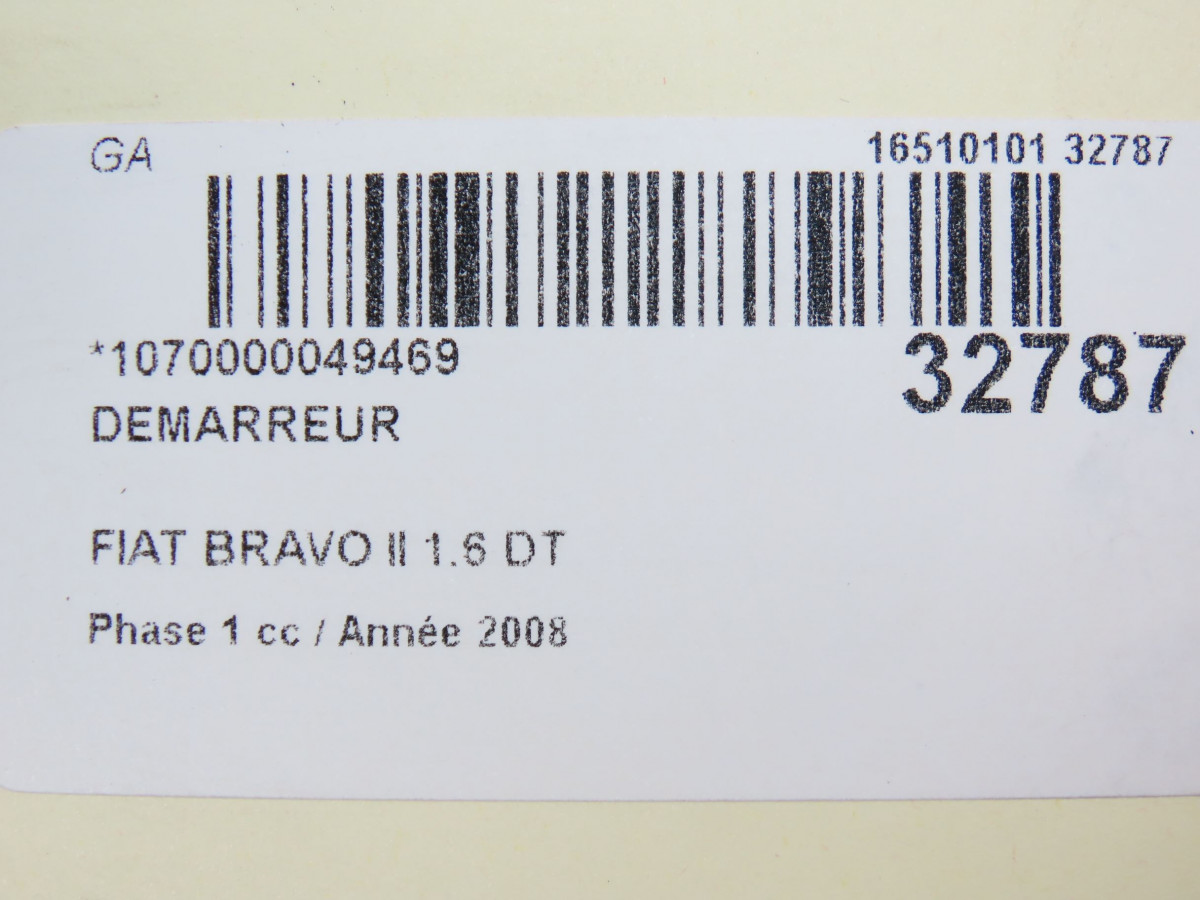 GA
16510101 32787
*1070000049469
32787
DEMARREUR
FIAT BRAVO II 1.6 DT
Phase 1 cc / Année 2008